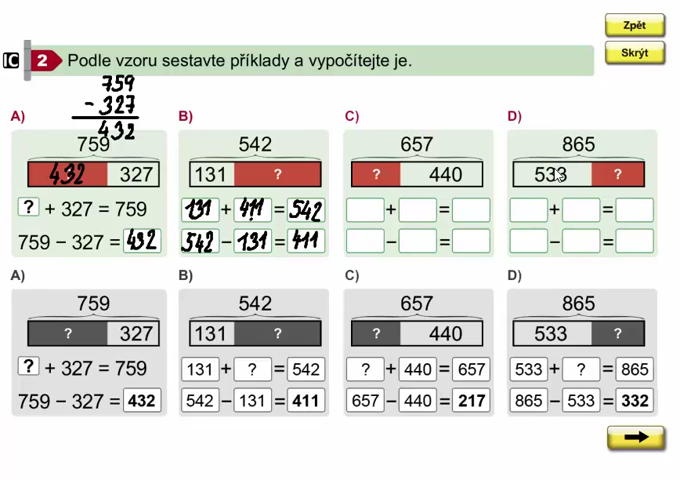 Zpět
IC 2 Podle vzoru sestavte příklady a vypočítejte je.
Skrýt
759
- 327
432
A) B) C) D)
759 542 657 865
432 327 131 ? ? 440 533 ?
? + 327 = 759 131 + 411 = 542 + = + =
759 − 327 = 432 542 − 131 = 411 − = − =
A) B) C) D)
759 542 657 865
? 327 131 ? ? 440 533 ?
? + 327 = 759 131 + ? = 542 ? + 440 = 657 533 + ? = 865
759 − 327 = 432 542 − 131 = 411 657 − 440 = 217 865 − 533 = 332